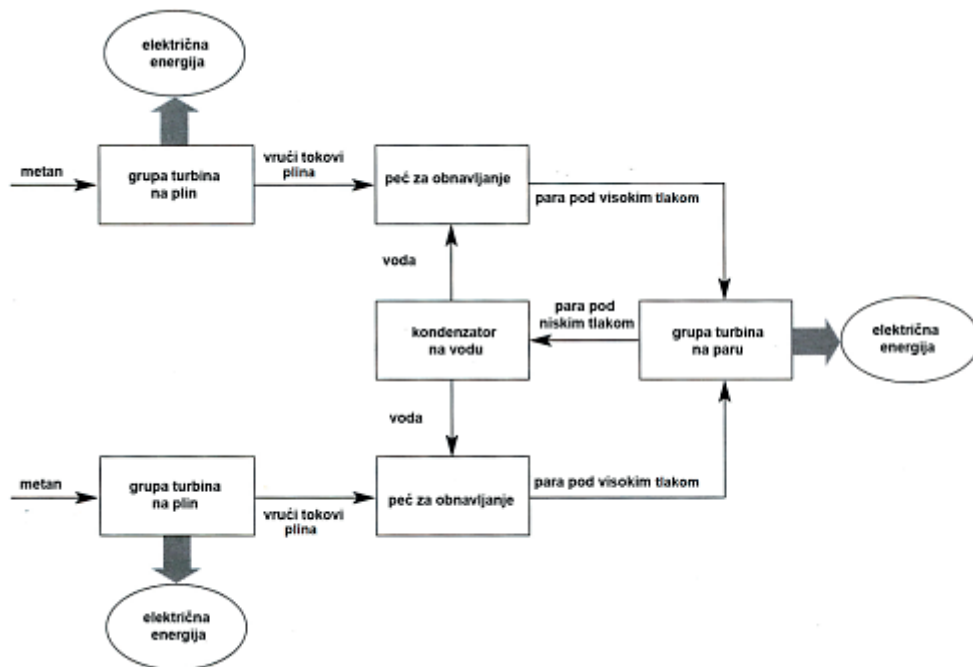 električna
energija
metan
grupa turbina
na plin
vrući tokovi
plina
peč za obnavljanje
para pod visokim tlakom
voda
kondenzator
na vodu
para pod
niskim tlakom
grupa turbina
na paru
električna
energija
voda
metan
grupa turbina
na plin
vrući tokovi
plina
peč za obnavljanje
para pod visokim tlakom
električna
energija